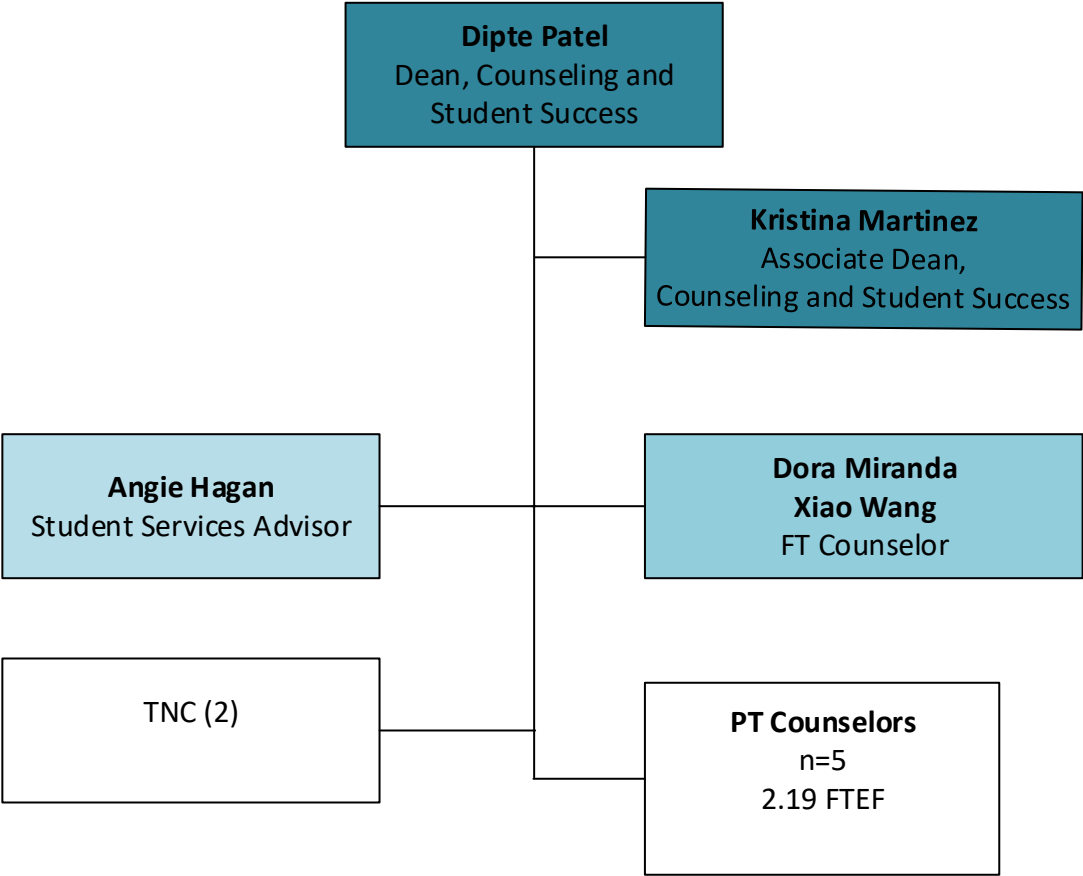 Dipte Patel
Dean, Counseling and
Student Success
Kristina Martinez
Associate Dean,
Counseling and Student Success
Angie Hagan
Student Services Advisor
Dora Miranda
Xiao Wang
FT Counselor
TNC (2)
PT Counselors
n=5
2.19 FTEF